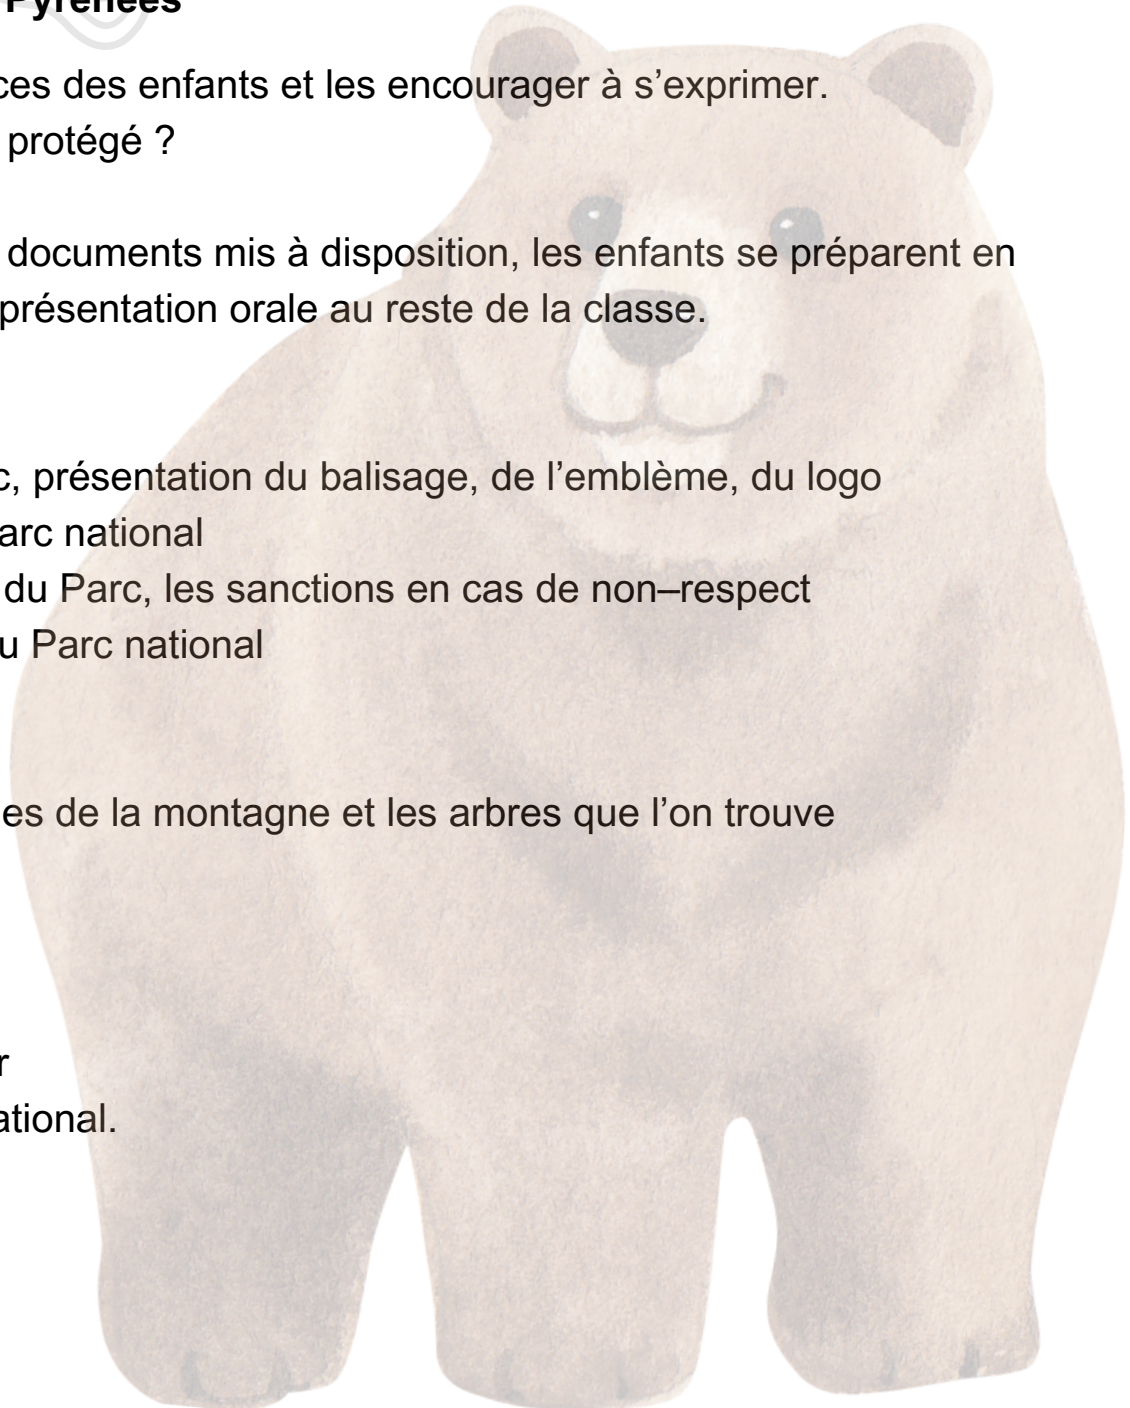 Pyrénées
ces des enfants et les encourager à s’exprimer.
protégé ?
documents mis à disposition, les enfants se préparent en
présentation orale au reste de la classe.
c, présentation du balisage, de l’emblème, du logo
arc national
du Parc, les sanctions en cas de non–respect
u Parc national
es de la montagne et les arbres que l’on trouve
r
ational.